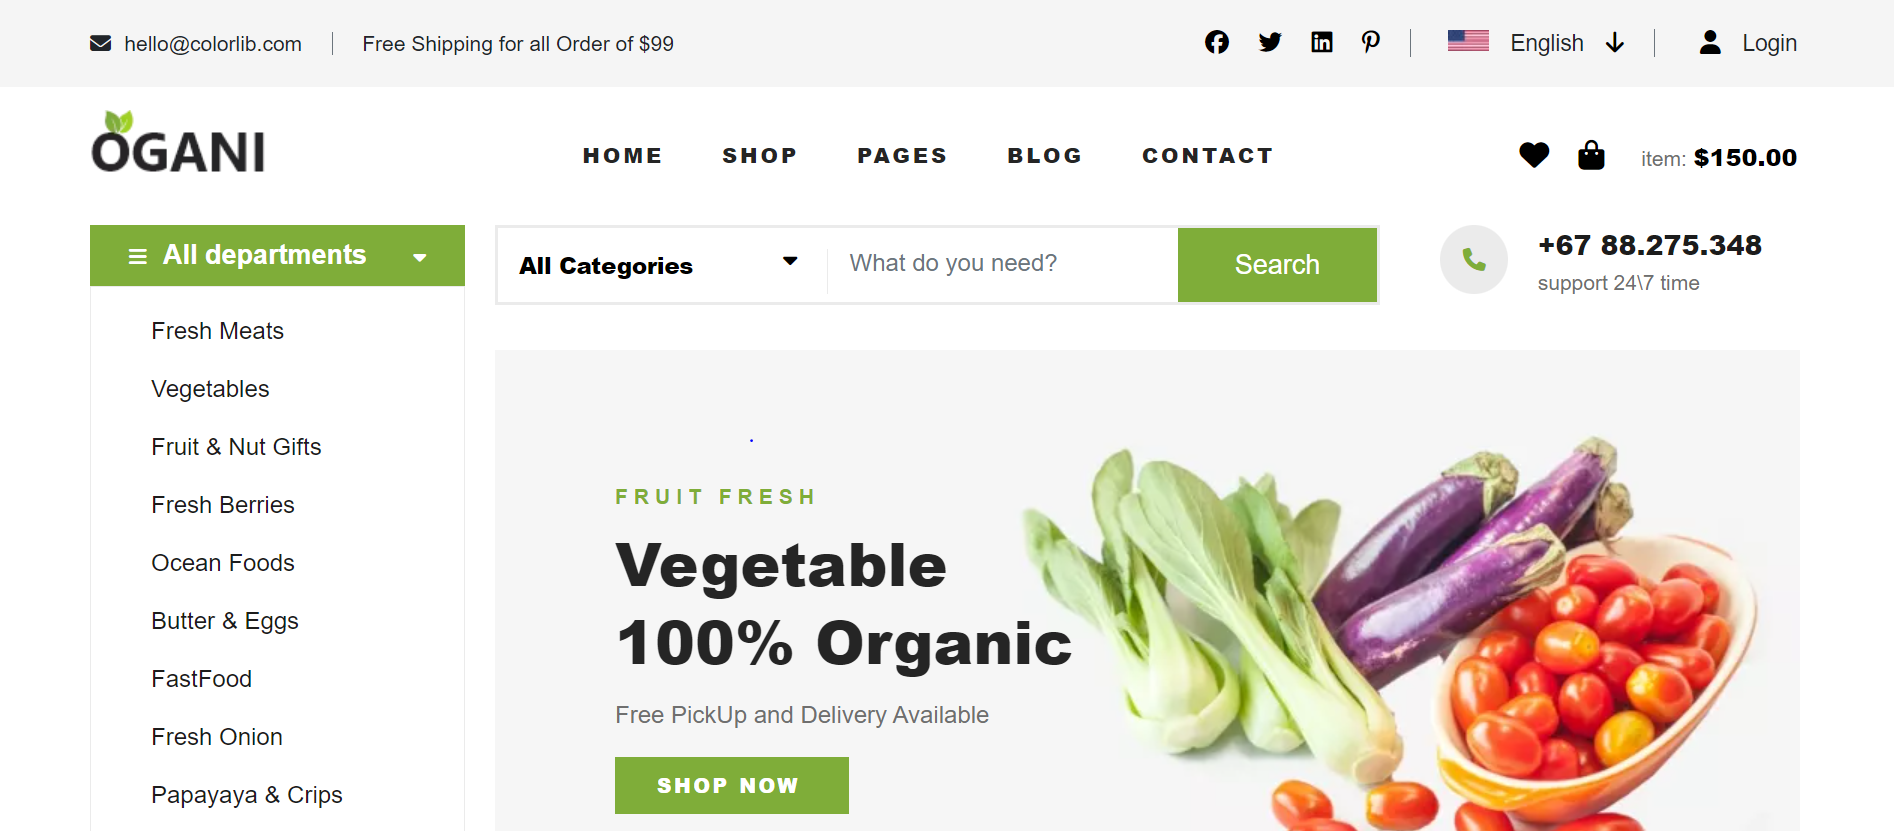 hello@colorlib.com
Free Shipping for all Order of $99
English
Login
OGANI
HOME SHOP PAGES BLOG CONTACT
item: $150.00
All departments
All Categories
What do you need?
Search
+67 88.275.348
support 24\7 time
Fresh Meats
Vegetables
Fruit & Nut Gifts
Fresh Berries
Ocean Foods
Butter & Eggs
FastFood
Fresh Onion
Papayaya & Crips
FRUIT FRESH
Vegetable
100% Organic
Free PickUp and Delivery Available
SHOP NOW